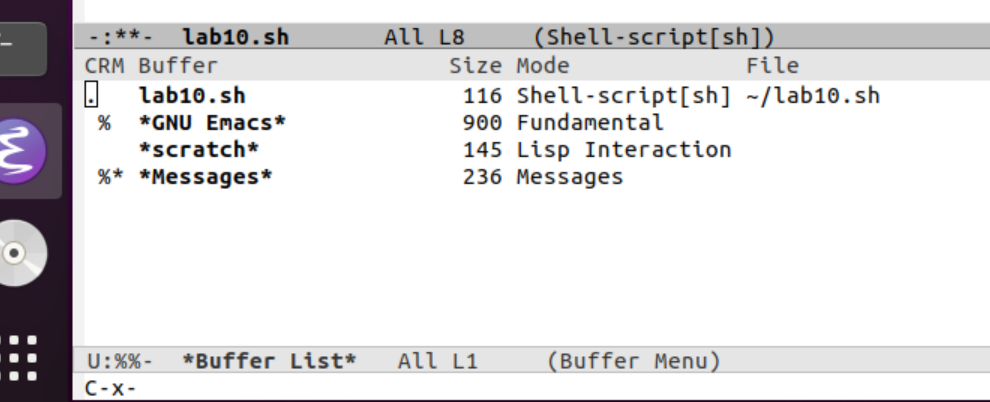 -:**-  lab10.sh       All L8     (Shell-script[sh])
CRM Buffer                 Size Mode             File
.   lab10.sh                116 Shell-script[sh] ~/lab10.sh
 %  *GNU Emacs*             900 Fundamental
    *scratch*               145 Lisp Interaction
 %* *Messages*              236 Messages
U:%%-  *Buffer List*   All L1     (Buffer Menu)
C-x-